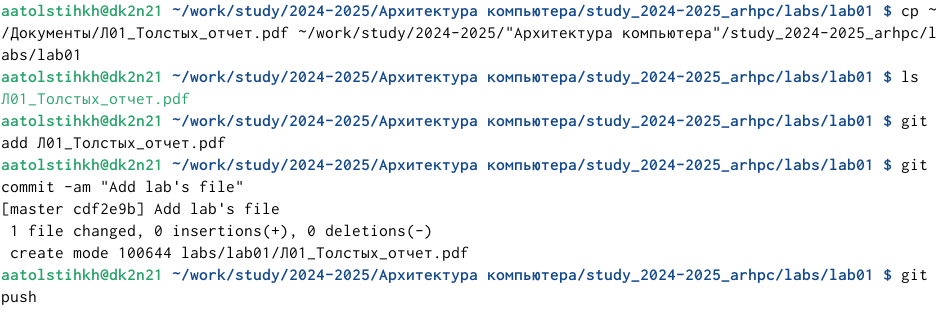 aatolstihkh@dk2n21 ~/work/study/2024-2025/Архитектура компьютера/study_2024-2025_arhpc/labs/lab01 $ cp ~
/Документы/Л01_Толстых_отчет.pdf ~/work/study/2024-2025/"Архитектура компьютера"/study_2024-2025_arhpc/l
abs/lab01
aatolstihkh@dk2n21 ~/work/study/2024-2025/Архитектура компьютера/study_2024-2025_arhpc/labs/lab01 $ ls
Л01_Толстых_отчет.pdf
aatolstihkh@dk2n21 ~/work/study/2024-2025/Архитектура компьютера/study_2024-2025_arhpc/labs/lab01 $ git
add Л01_Толстых_отчет.pdf
aatolstihkh@dk2n21 ~/work/study/2024-2025/Архитектура компьютера/study_2024-2025_arhpc/labs/lab01 $ git
commit -am "Add lab's file"
[master cdf2e9b] Add lab's file
 1 file changed, 0 insertions(+), 0 deletions(-)
 create mode 100644 labs/lab01/Л01_Толстых_отчет.pdf
aatolstihkh@dk2n21 ~/work/study/2024-2025/Архитектура компьютера/study_2024-2025_arhpc/labs/lab01 $ git
push